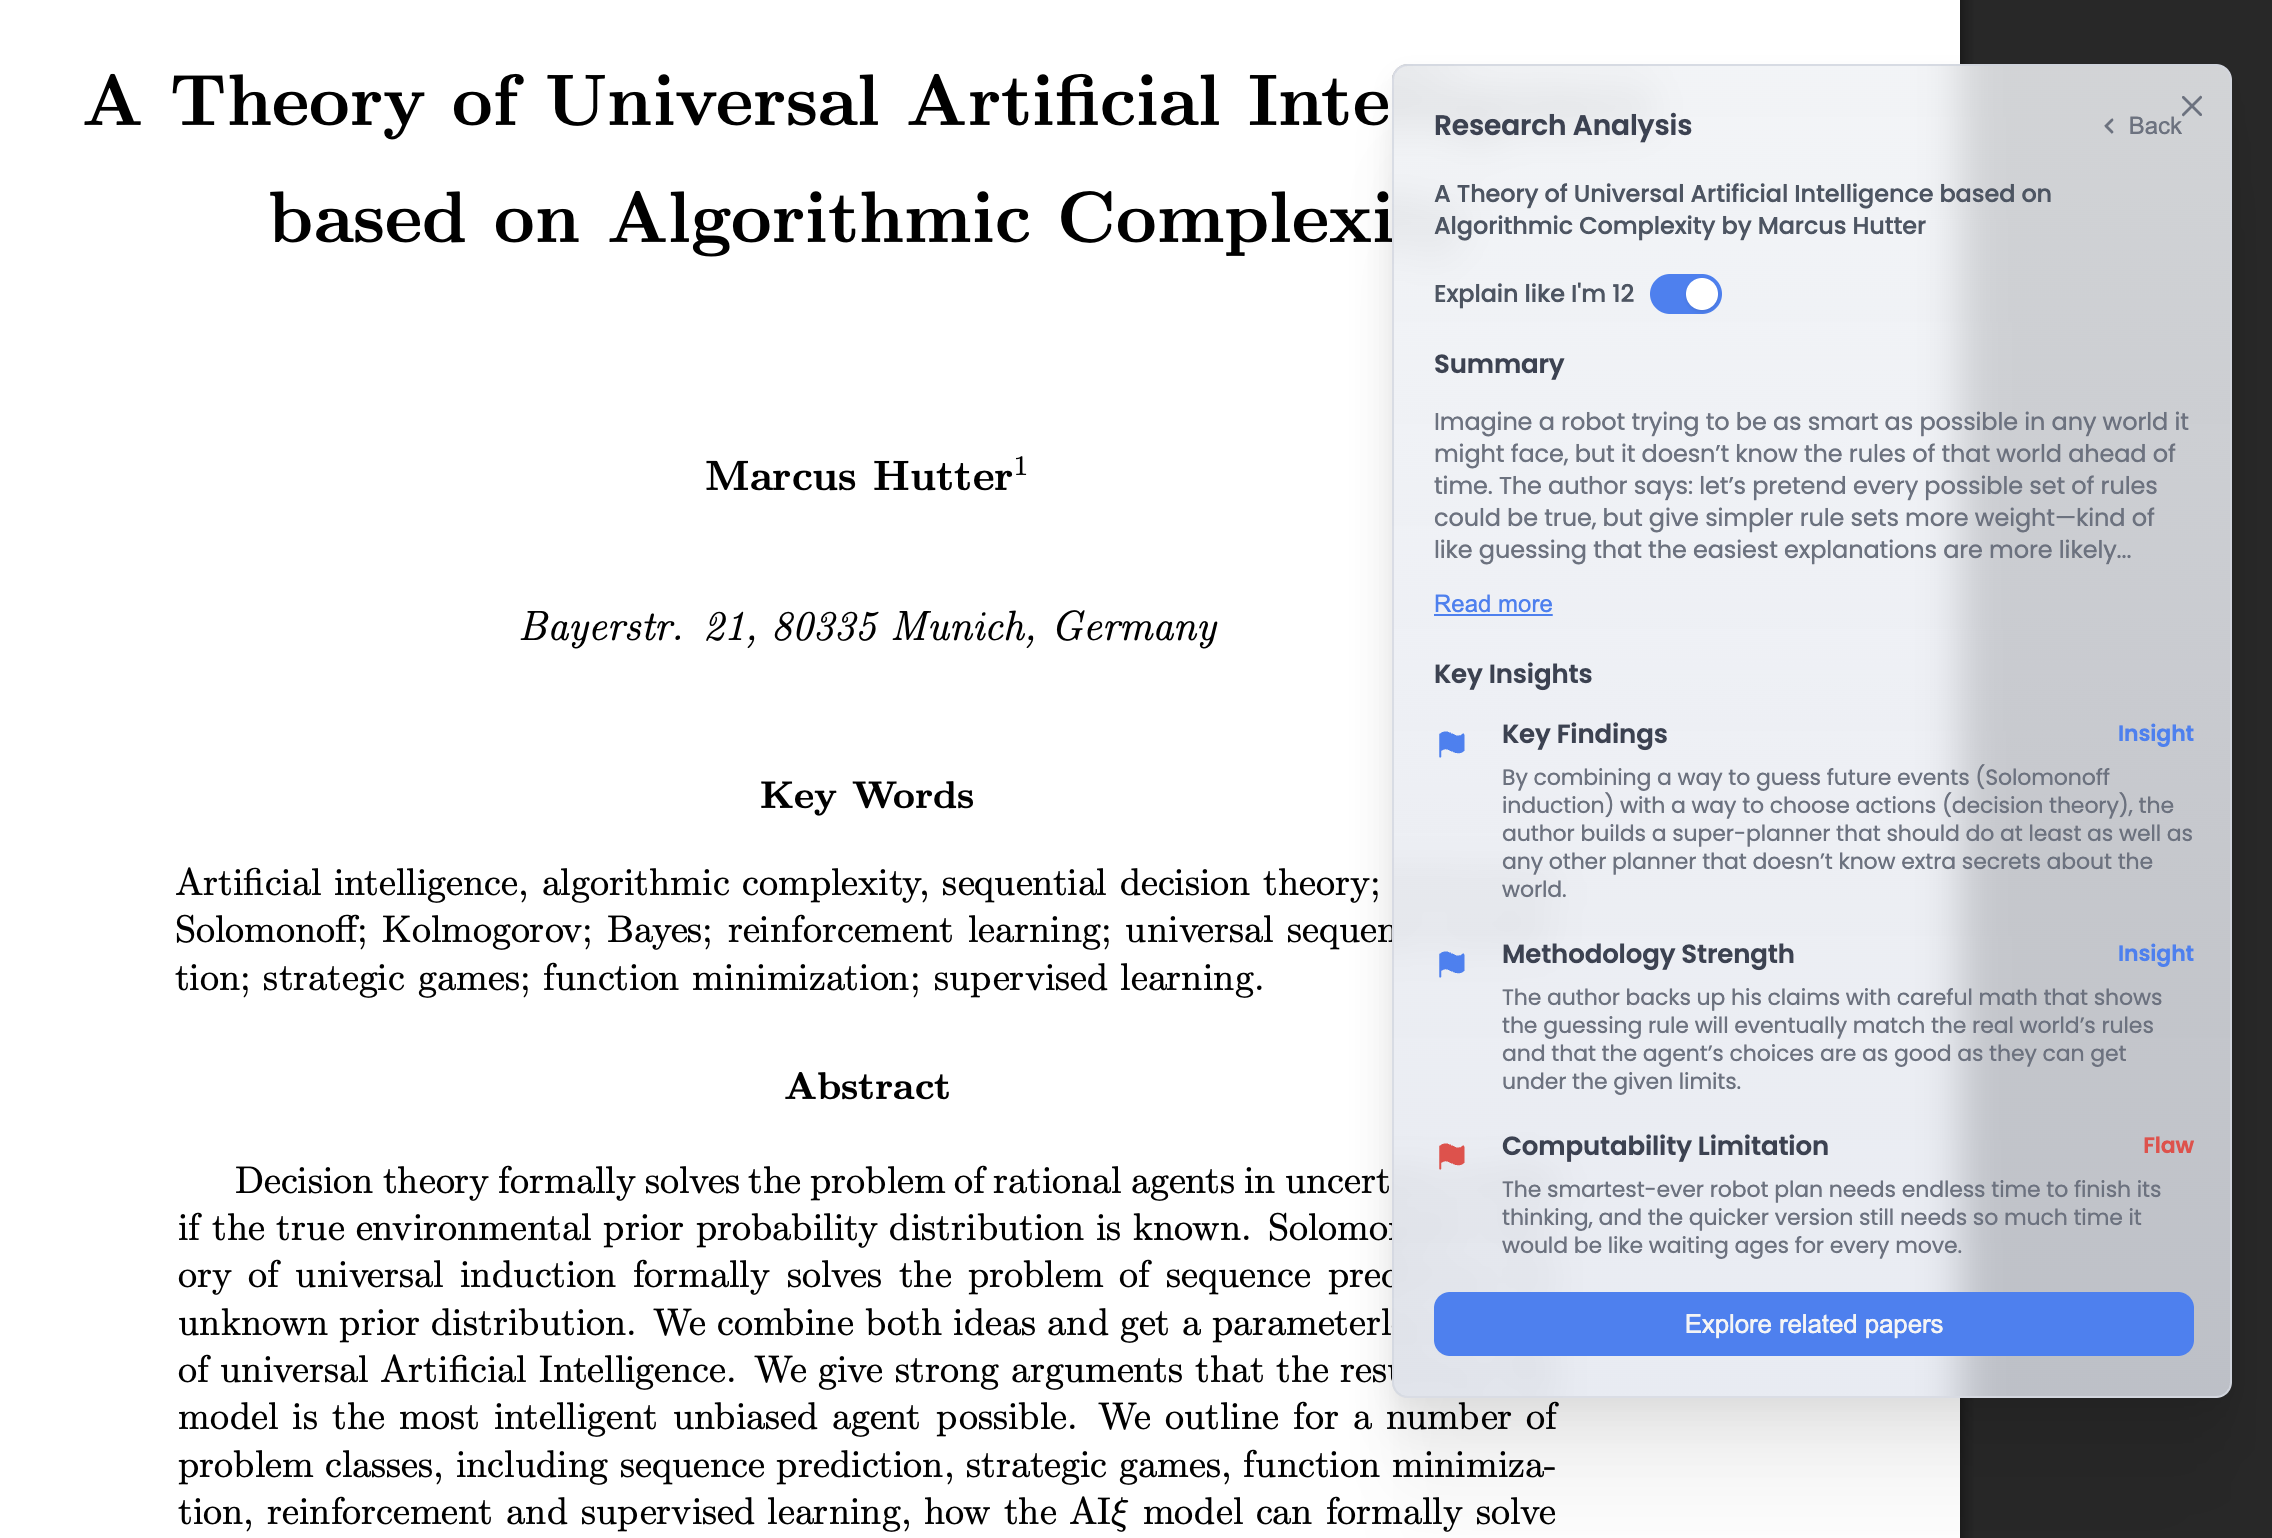 A Theory of Universal Artificial Inte
based on Algorithmic Complexi
Marcus Hutter¹
Bayerstr. 21, 80335 Munich, Germany
Key Words
Artificial intelligence, algorithmic complexity, sequential decision theory;
Solomonoff; Kolmogorov; Bayes; reinforcement learning; universal sequen
tion; strategic games; function minimization; supervised learning.
Abstract
Decision theory formally solves the problem of rational agents in uncert
if the true environmental prior probability distribution is known. Solomon
ory of universal induction formally solves the problem of sequence pred
unknown prior distribution. We combine both ideas and get a parameterl
of universal Artificial Intelligence. We give strong arguments that the resu
model is the most intelligent unbiased agent possible. We outline for a number of
problem classes, including sequence prediction, strategic games, function minimiza-
tion, reinforcement and supervised learning, how the AIξ model can formally solve
Research Analysis
Back
A Theory of Universal Artificial Intelligence based on
Algorithmic Complexity by Marcus Hutter
Explain like I'm 12
Summary
Imagine a robot trying to be as smart as possible in any world it
might face, but it doesn’t know the rules of that world ahead of
time. The author says: let’s pretend every possible set of rules
could be true, but give simpler rule sets more weight—kind of
like guessing that the easiest explanations are more likely...
Read more
Key Insights
Key Findings
Insight
By combining a way to guess future events (Solomonoff
induction) with a way to choose actions (decision theory), the
author builds a super-planner that should do at least as well as
any other planner that doesn’t know extra secrets about the
world.
Methodology Strength
Insight
The author backs up his claims with careful math that shows
the guessing rule will eventually match the real world’s rules
and that the agent’s choices are as good as they can get
under the given limits.
Computability Limitation
Flaw
The smartest-ever robot plan needs endless time to finish its
thinking, and the quicker version still needs so much time it
would be like waiting ages for every move.
Explore related papers